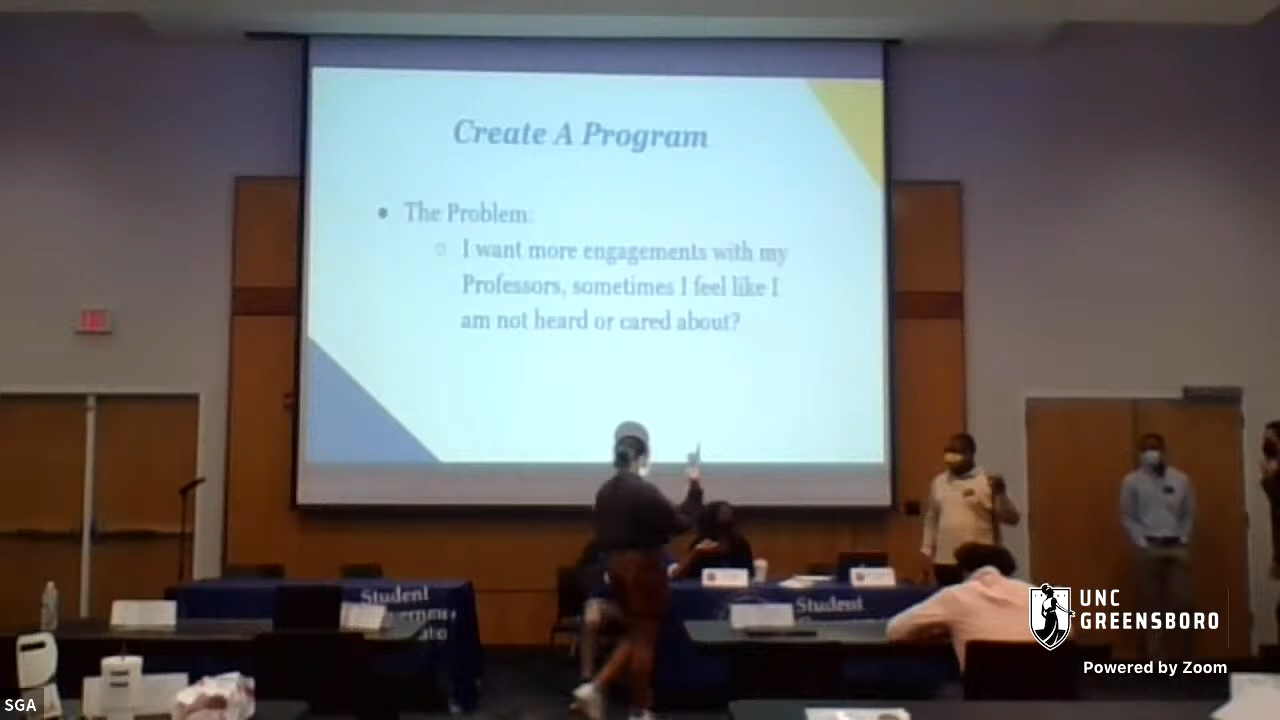 Create A Program
The Problem:
I want more engagements with my
Professors, sometimes I feel like I
am not heard or cared about?
Student
Student
UNC
GREENSBORO
Powered by Zoom
SGA